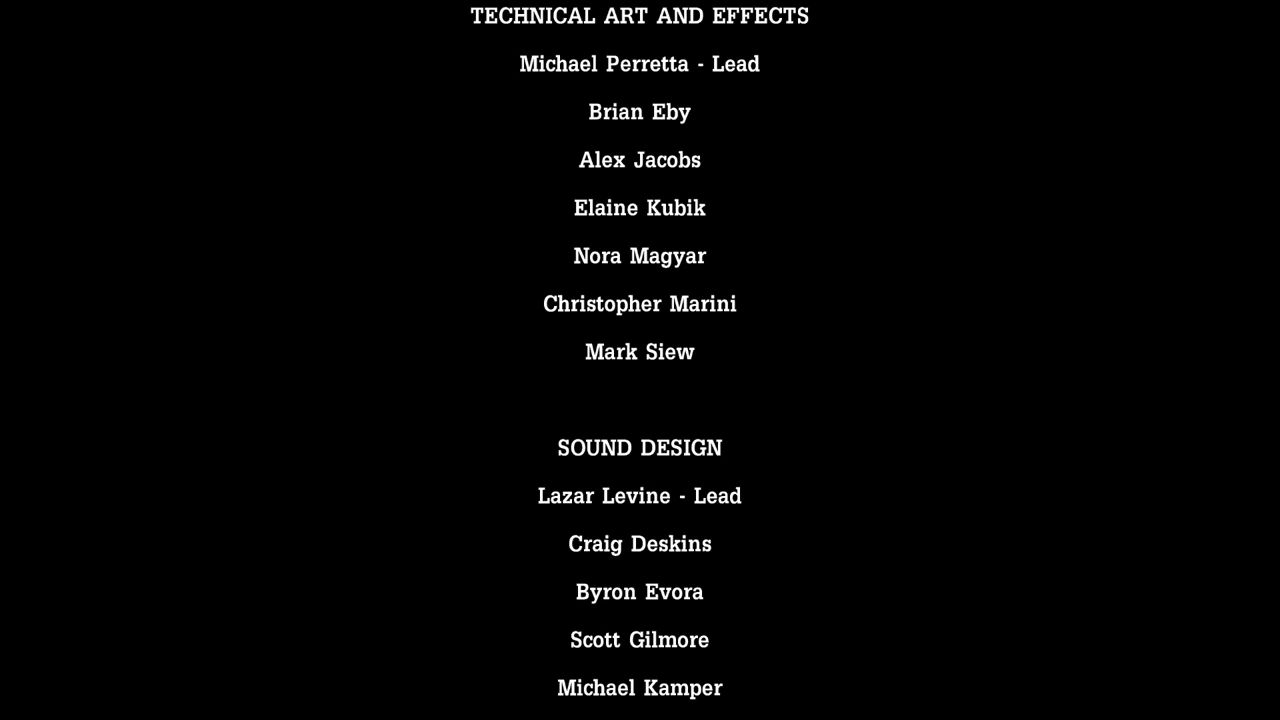 TECHNICAL ART AND EFFECTS
Michael Perretta - Lead
Brian Eby
Alex Jacobs
Elaine Kubik
Nora Magyar
Christopher Marini
Mark Siew
SOUND DESIGN
Lazar Levine - Lead
Craig Deskins
Byron Evora
Scott Gilmore
Michael Kamper